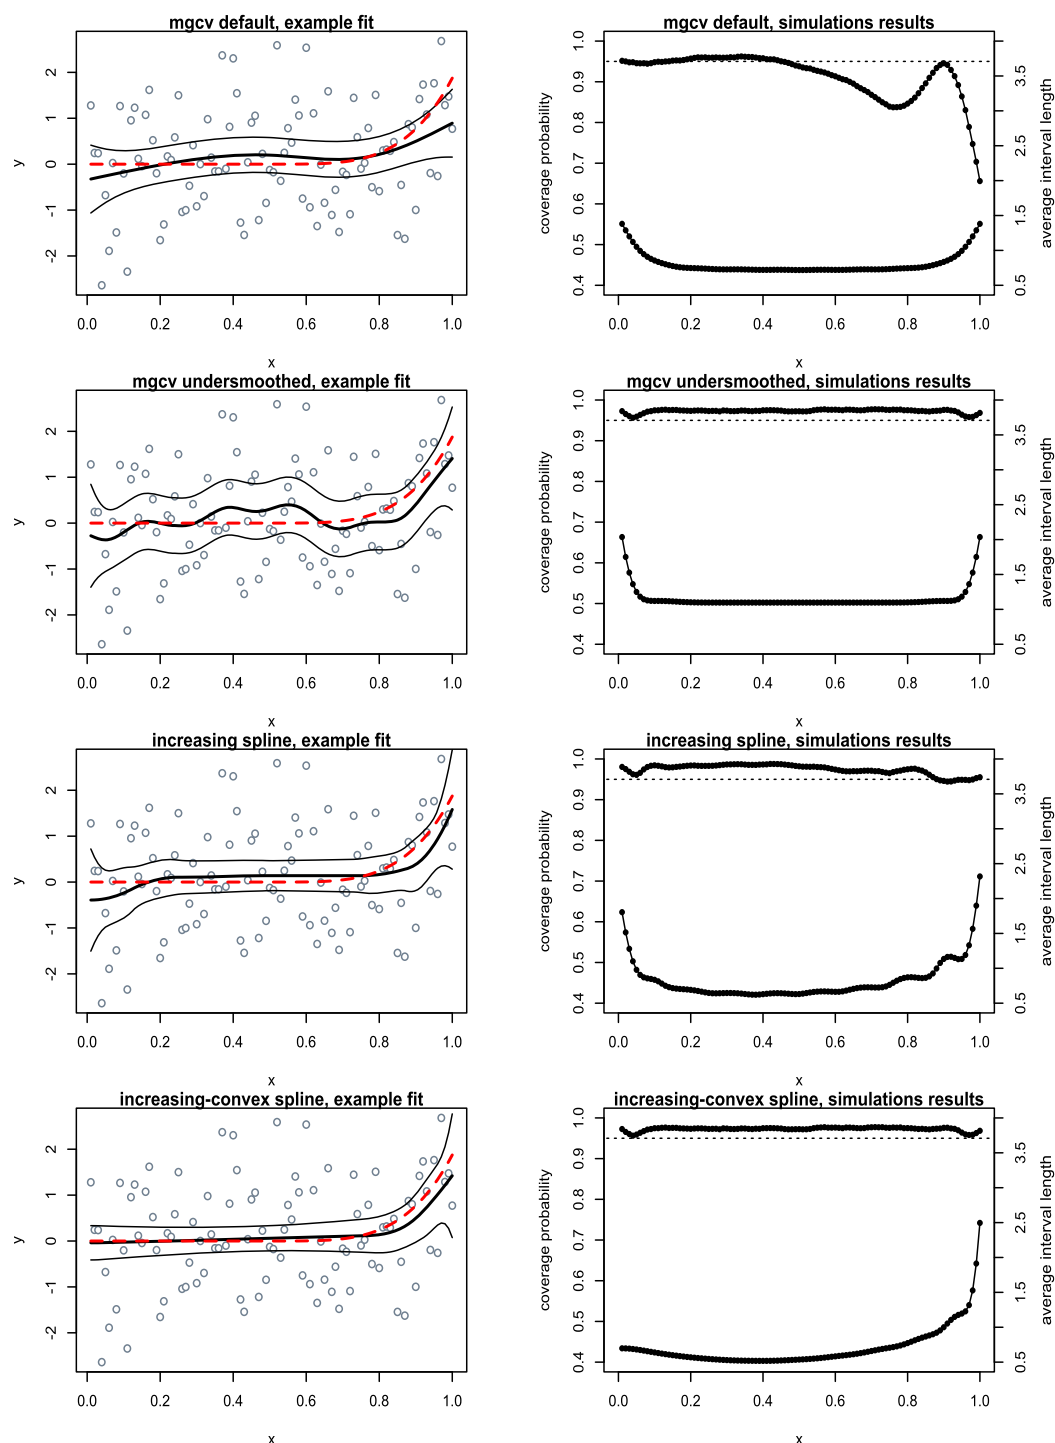 mgcv default, example fit
2
1
0
-1
-2
y
0.0 0.2 0.4 0.6 0.8 1.0
x
mgcv default, simulations results
1.0
0.9
0.8
0.7
0.6
0.5
0.4
coverage probability
3.5
2.5
1.5
0.5
average interval length
0.0 0.2 0.4 0.6 0.8 1.0
x
mgcv undersmoothed, example fit
2
1
0
-1
-2
y
0.0 0.2 0.4 0.6 0.8 1.0
x
mgcv undersmoothed, simulations results
1.0
0.9
0.8
0.7
0.6
0.5
0.4
coverage probability
3.5
2.5
1.5
0.5
average interval length
0.0 0.2 0.4 0.6 0.8 1.0
x
increasing spline, example fit
2
1
0
-1
-2
y
0.0 0.2 0.4 0.6 0.8 1.0
x
increasing spline, simulations results
1.0
0.9
0.8
0.7
0.6
0.5
0.4
coverage probability
3.5
2.5
1.5
0.5
average interval length
0.0 0.2 0.4 0.6 0.8 1.0
x
increasing-convex spline, example fit
2
1
0
-1
-2
y
0.0 0.2 0.4 0.6 0.8 1.0
x
increasing-convex spline, simulations results
1.0
0.9
0.8
0.7
0.6
0.5
0.4
coverage probability
3.5
2.5
1.5
0.5
average interval length
0.0 0.2 0.4 0.6 0.8 1.0
x